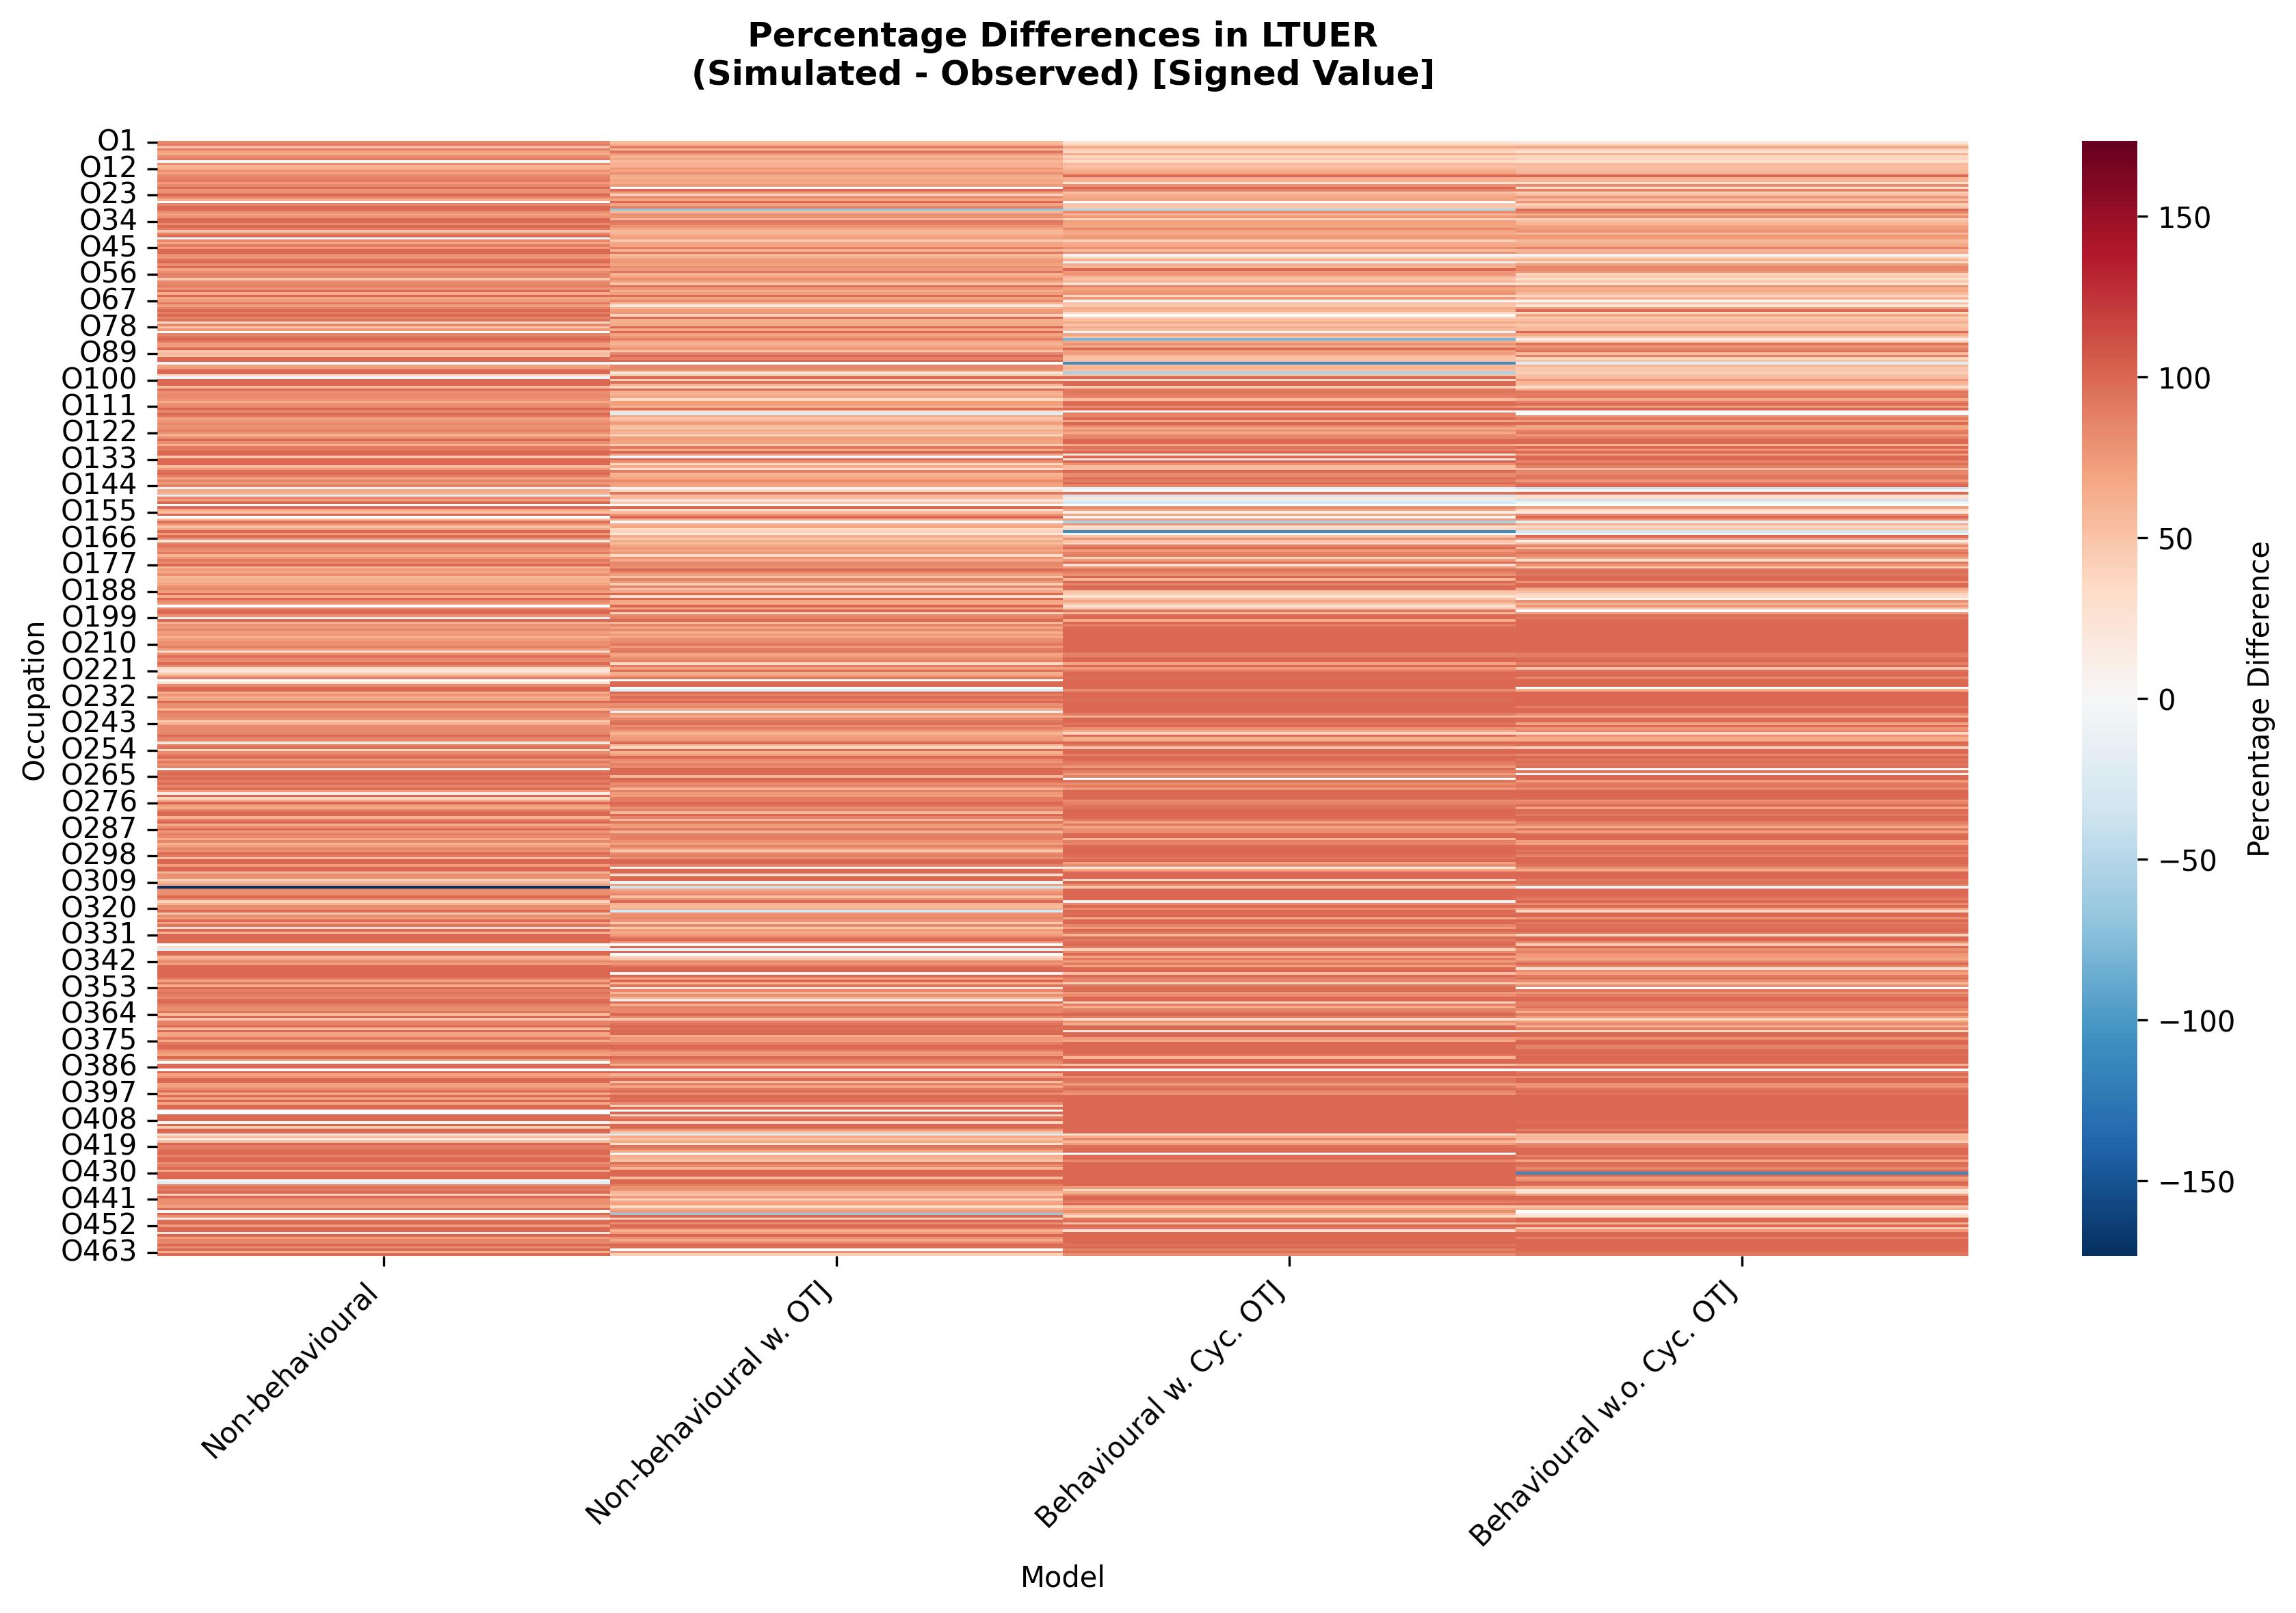 Percentage Differences in LTUER
(Simulated - Observed) [Signed Value]
Occupation
O1
O12
O23
O34
O45
O56
O67
O78
O89
O100
O111
O122
O133
O144
O155
O166
O177
O188
O199
O210
O221
O232
O243
O254
O265
O276
O287
O298
O309
O320
O331
O342
O353
O364
O375
O386
O397
O408
O419
O430
O441
O452
O463
Non-behavioural
Non-behavioural w. OTJ
Behavioural w. Cyc. OTJ
Behavioural w.o. Cyc. OTJ
Model
150
100
50
0
−50
−100
−150
Percentage Difference